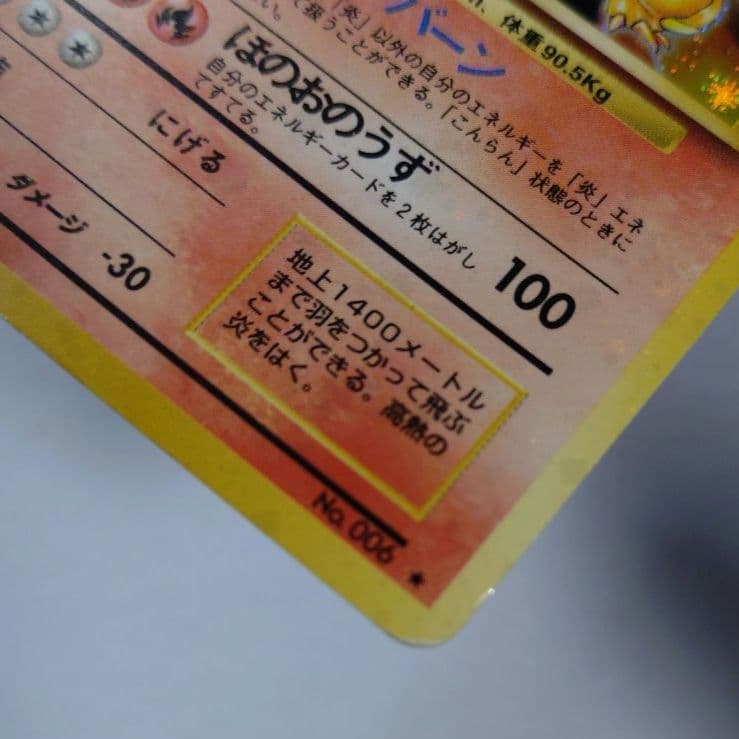 体重90.5Kg
バーン
「炎」以外の自分のエネルギーを「炎」エネ
て扱うことができる。「こんらん」状態のときに
ない。
ほのおのうず
100
自分のエネルギーカードを2枚はがし
てすてる。
にげる
ダメージ -30
地上1400メートル
まで羽をつかって飛ぶ
ことができる。高熱の
炎をはく。
No. 006 ★